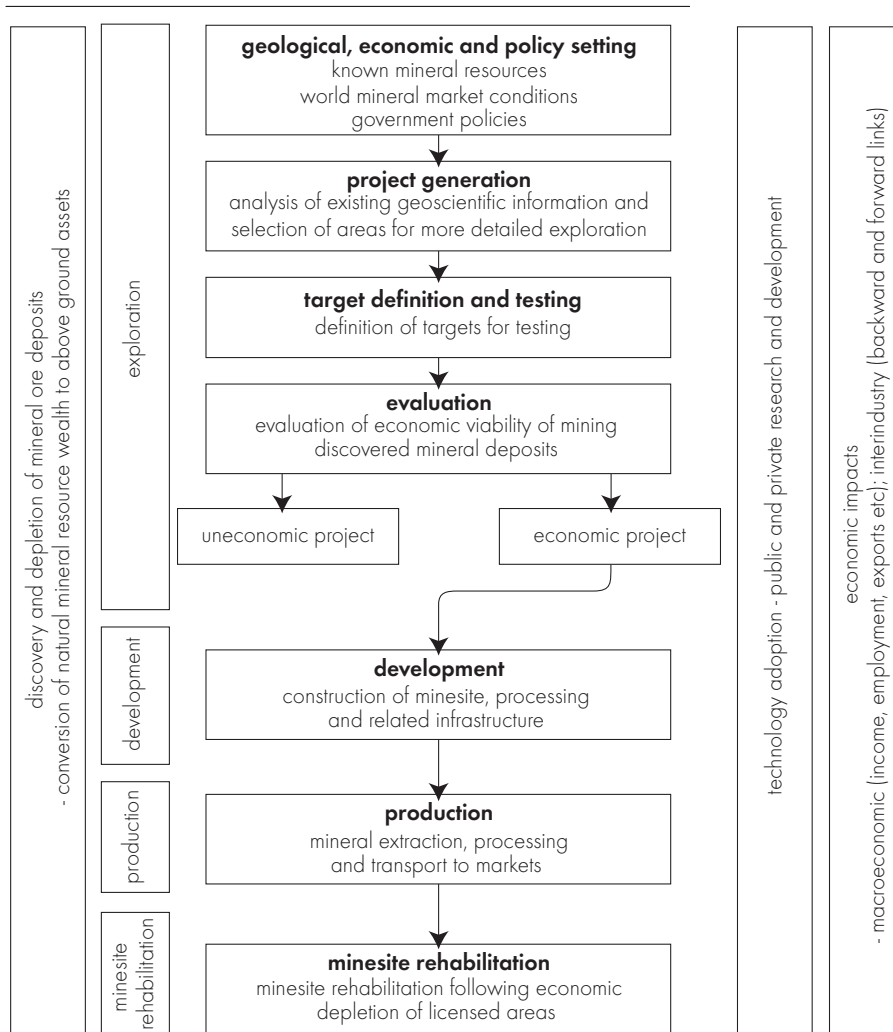 discovery and depletion of mineral ore deposits
- conversion of natural mineral resource wealth to above ground assets
exploration
geological, economic and policy setting
known mineral resources
world mineral market conditions
government policies
project generation
analysis of existing geoscientific information and
selection of areas for more detailed exploration
target definition and testing
definition of targets for testing
evaluation
evaluation of economic viability of mining
discovered mineral deposits
uneconomic project
economic project
development
development
construction of minesite, processing
and related infrastructure
production
production
mineral extraction, processing
and transport to markets
minesite
rehabilitation
minesite rehabilitation
minesite rehabilitation following economic
depletion of licensed areas
technology adoption - public and private research and development
economic impacts
- macroeconomic (income, employment, exports etc); interindustry (backward and forward links)